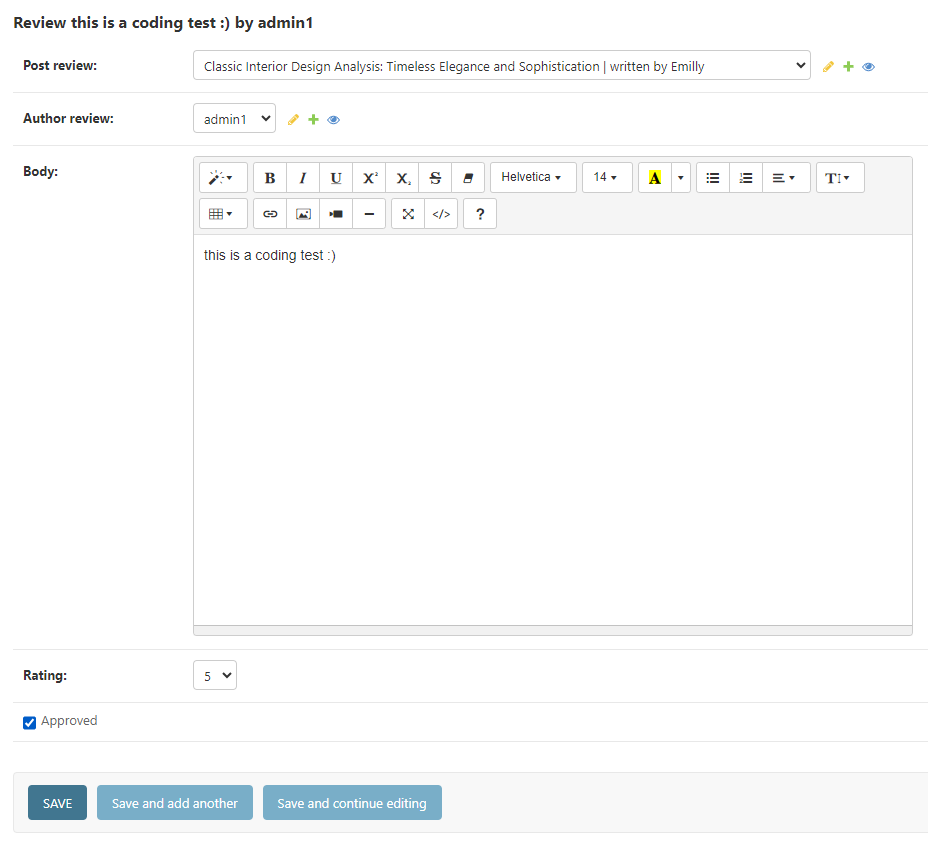 Review this is a coding test :) by admin1
Post review:
Classic Interior Design Analysis: Timeless Elegance and Sophistication | written by Emilly
Author review:
admin1
Body:
B I U X² X₂ S Helvetica 14 A T
</> ?
this is a coding test :)
Rating:
5
Approved
SAVE Save and add another Save and continue editing